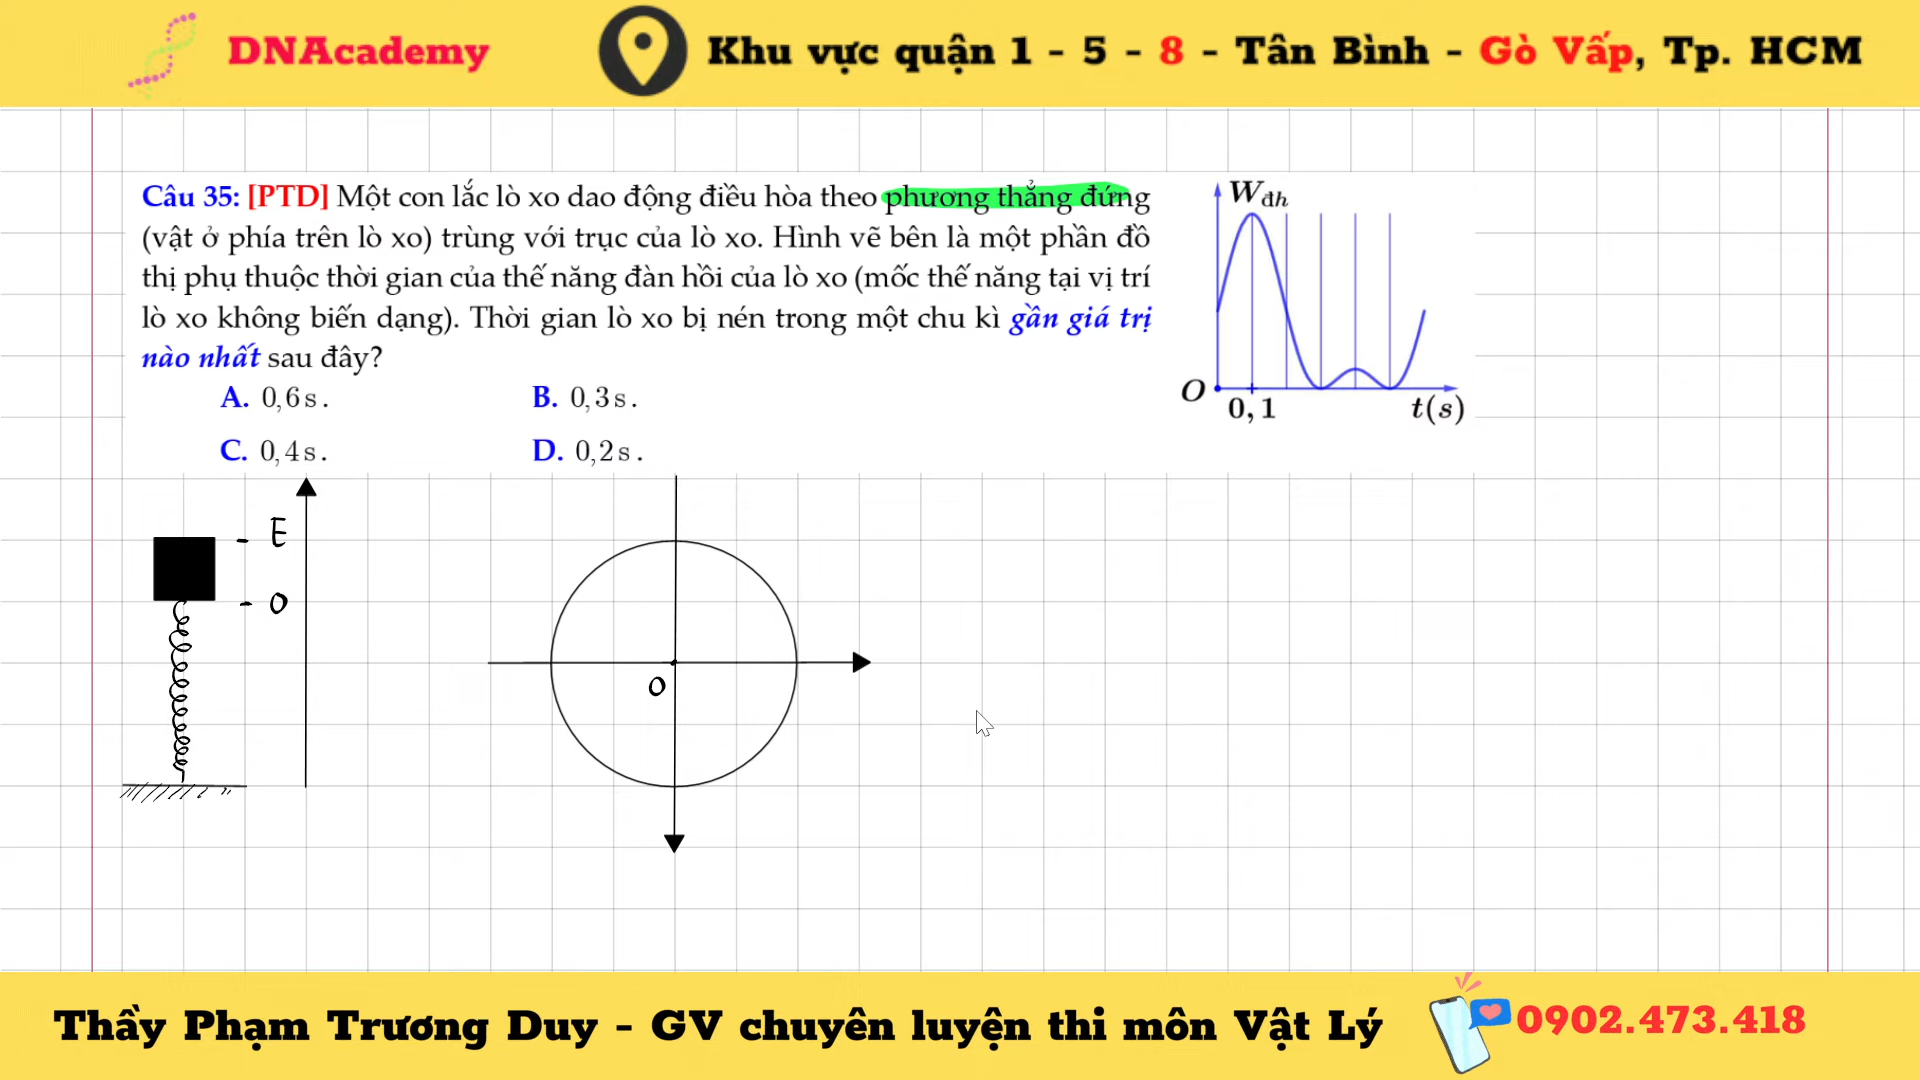 DNAcademy
Khu vực quận 1 - 5 - 8 - Tân Bình - Gò Vấp, Tp. HCM
Câu 35: [PTD] Một con lắc lò xo dao động điều hòa theo phương thẳng đứng
(vật ở phía trên lò xo) trùng với trục của lò xo. Hình vẽ bên là một phần đồ
thị phụ thuộc thời gian của thế năng đàn hồi của lò xo (mốc thế năng tại vị trí
lò xo không biến dạng). Thời gian lò xo bị nén trong một chu kì gần giá trị
nào nhất sau đây?
A. 0,6 s .
B. 0,3 s .
C. 0,4 s .
D. 0,2 s .
Wđh
O
0,1
t(s)
- E
- O
O
Thầy Phạm Trương Duy - GV chuyên luyện thi môn Vật Lý
0902.473.418